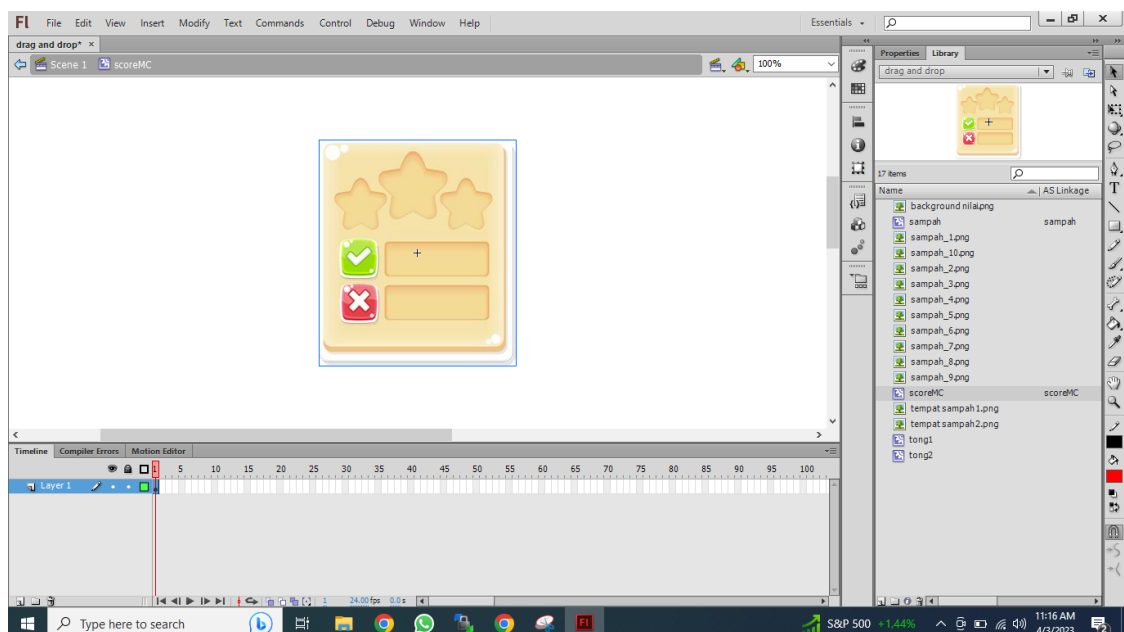 Fl File Edit View Insert Modify Text Commands Control Debug Window Help Essentials
drag and drop* ×
Scene 1 scoreMC 100%
Properties Library
drag and drop
17 items
Name AS Linkage
background nilai.png
sampah sampah
sampah_1.png
sampah_10.png
sampah_2.png
sampah_3.png
sampah_4.png
sampah_5.png
sampah_6.png
sampah_7.png
sampah_8.png
sampah_9.png
scoreMC scoreMC
tempat sampah1.png
tempat sampah2.png
tong1
tong2
Timeline Compiler Errors Motion Editor
1 5 10 15 20 25 30 35 40 45 50 55 60 65 70 75 80 85 90 95 100
Layer 1
1 24.00 fps 0.0 s
Type here to search
S&P 500 +1.44%
11:16 AM
4/3/2023